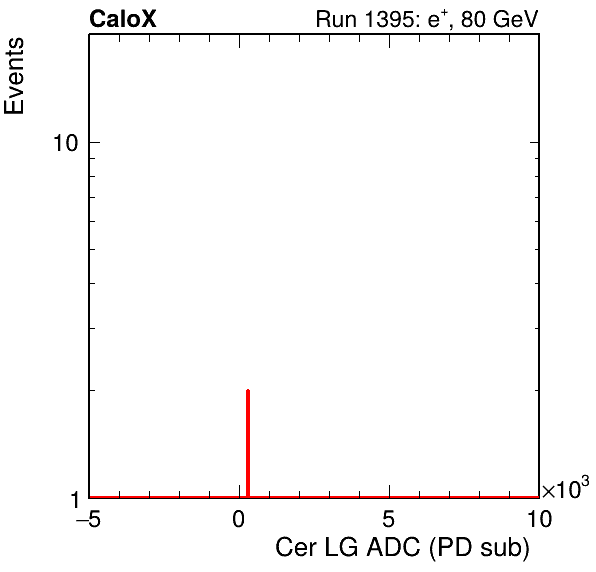 CaloX Run 1395: e⁺, 80 GeV
Events
10
1
−5 0 5 10
×10³
Cer LG ADC (PD sub)